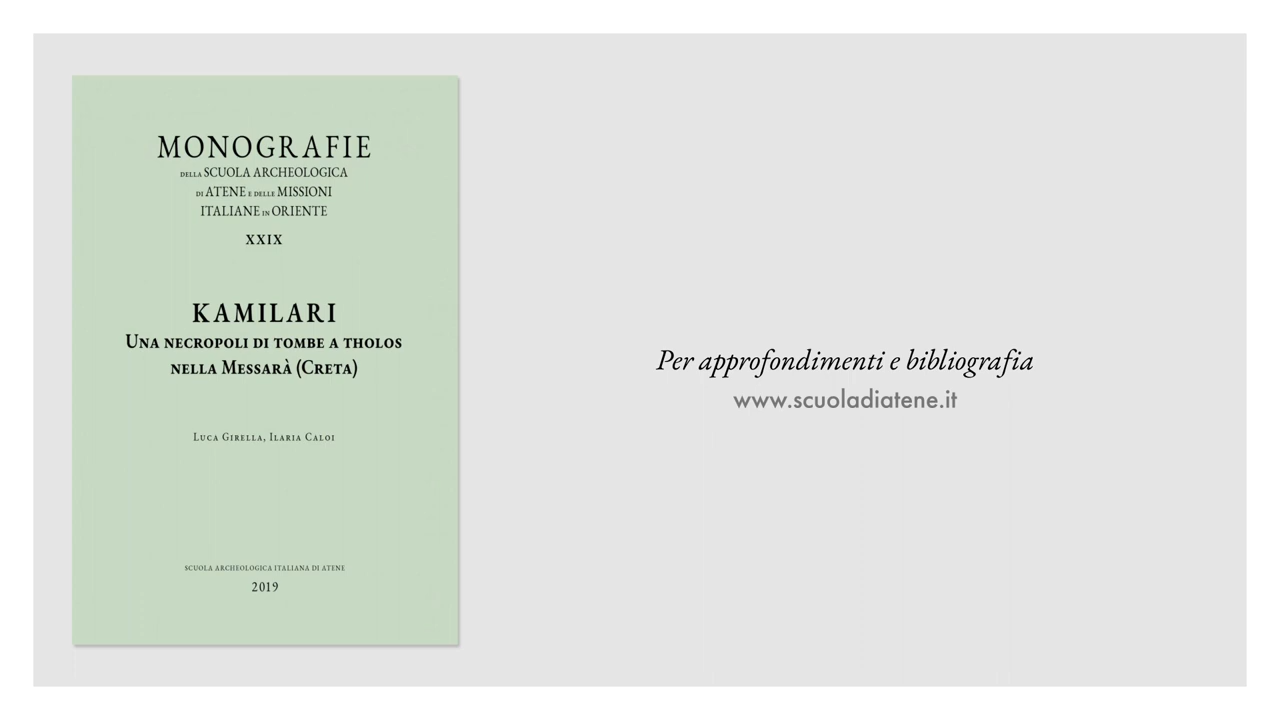 MONOGRAFIE
DELLA SCUOLA ARCHEOLOGICA
DI ATENE E DELLE MISSIONI
ITALIANE IN ORIENTE
XXIX
KAMILARI
UNA NECROPOLI DI TOMBE A THOLOS
NELLA MESSARÀ (CRETA)
LUCA GIRELLA, ILARIA CALOI
SCUOLA ARCHEOLOGICA ITALIANA DI ATENE
2019
Per approfondimenti e bibliografia
www.scuoladiatene.it